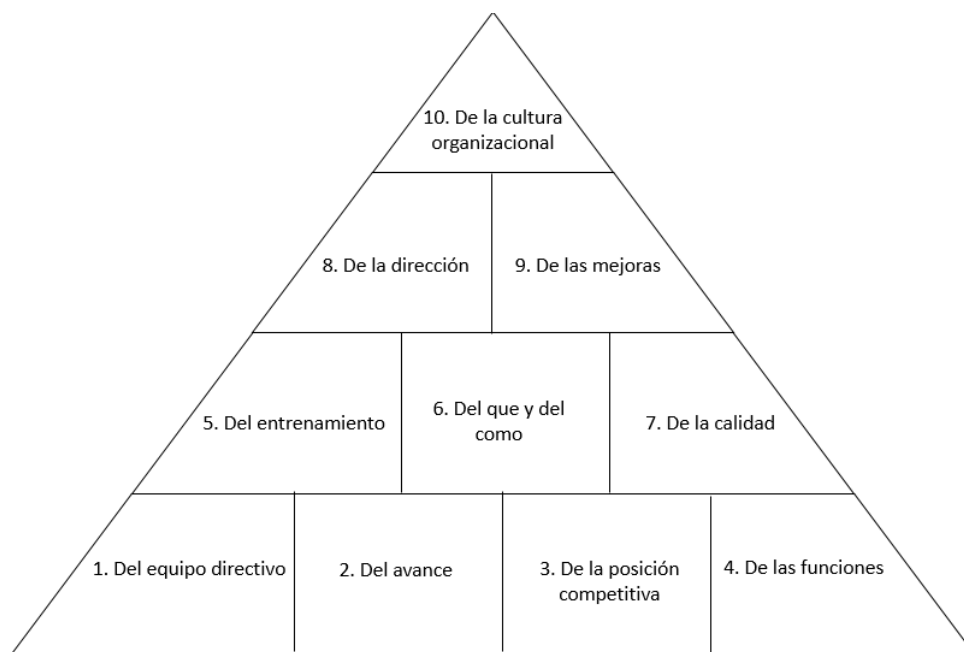 10. De la cultura
organizacional
8. De la dirección
9. De las mejoras
5. Del entrenamiento
6. Del que y del
como
7. De la calidad
1. Del equipo directivo
2. Del avance
3. De la posición
competitiva
4. De las funciones